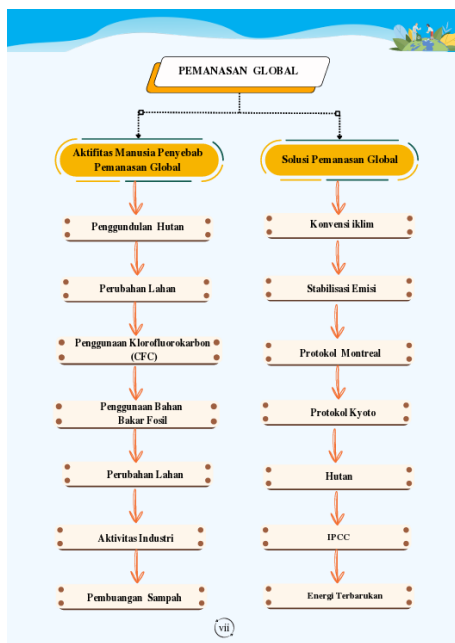 PEMANASAN GLOBAL
Aktifitas Manusia Penyebab
Pemanasan Global
Penggundulan Hutan
Perubahan Lahan
Penggunaan Klorofluorokarbon
(CFC)
Penggunaan Bahan
Bakar Fosil
Perubahan Lahan
Aktivitas Industri
Pembuangan Sampah
Solusi Pemanasan Global
Konvensi iklim
Stabilisasi Emisi
Protokol Montreal
Protokol Kyoto
Hutan
IPCC
Energi Terbarukan
vii